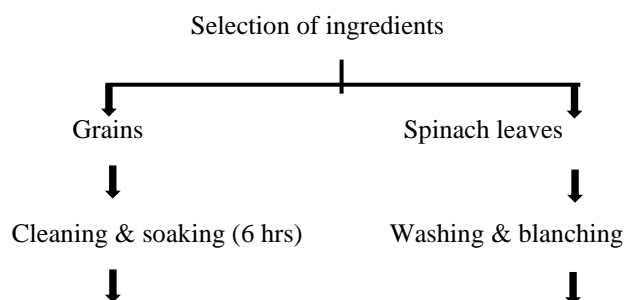 Selection of ingredients
Grains
Spinach leaves
Cleaning & soaking (6 hrs)
Washing & blanching